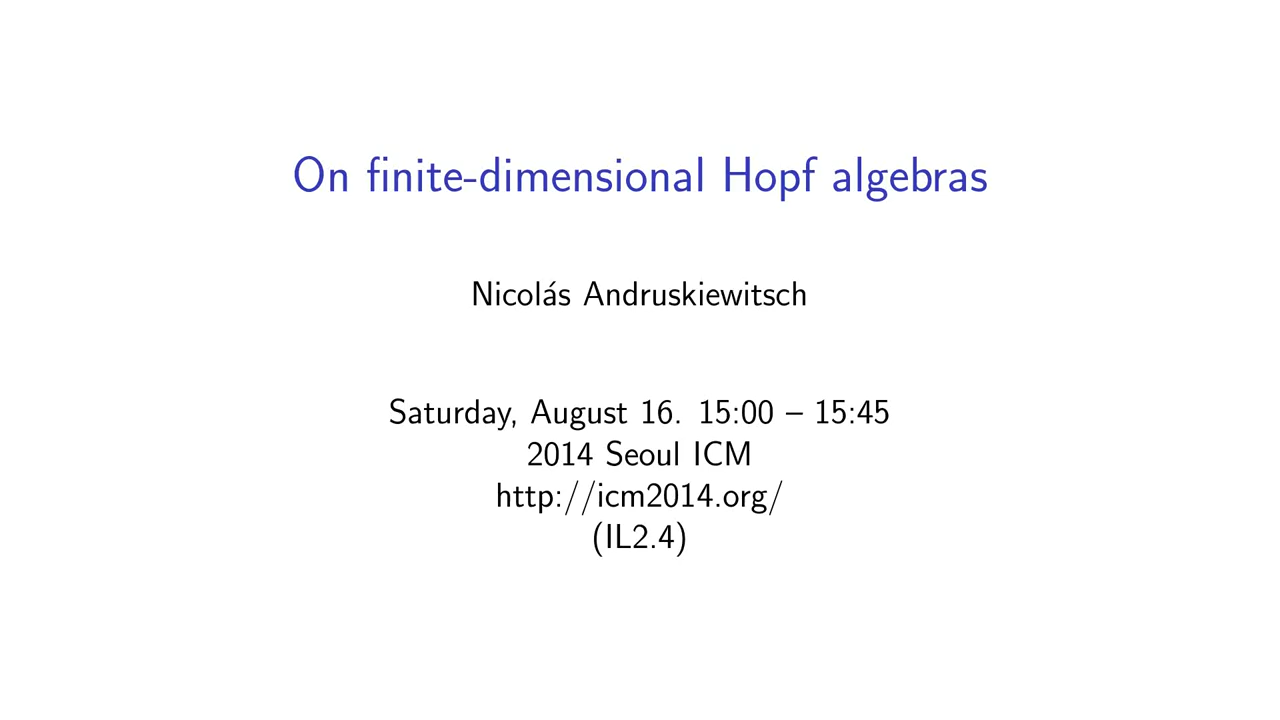 On finite-dimensional Hopf algebras
Nicolás Andruskiewitsch
Saturday, August 16. 15:00 – 15:45
2014 Seoul ICM
http://icm2014.org/
(IL2.4)